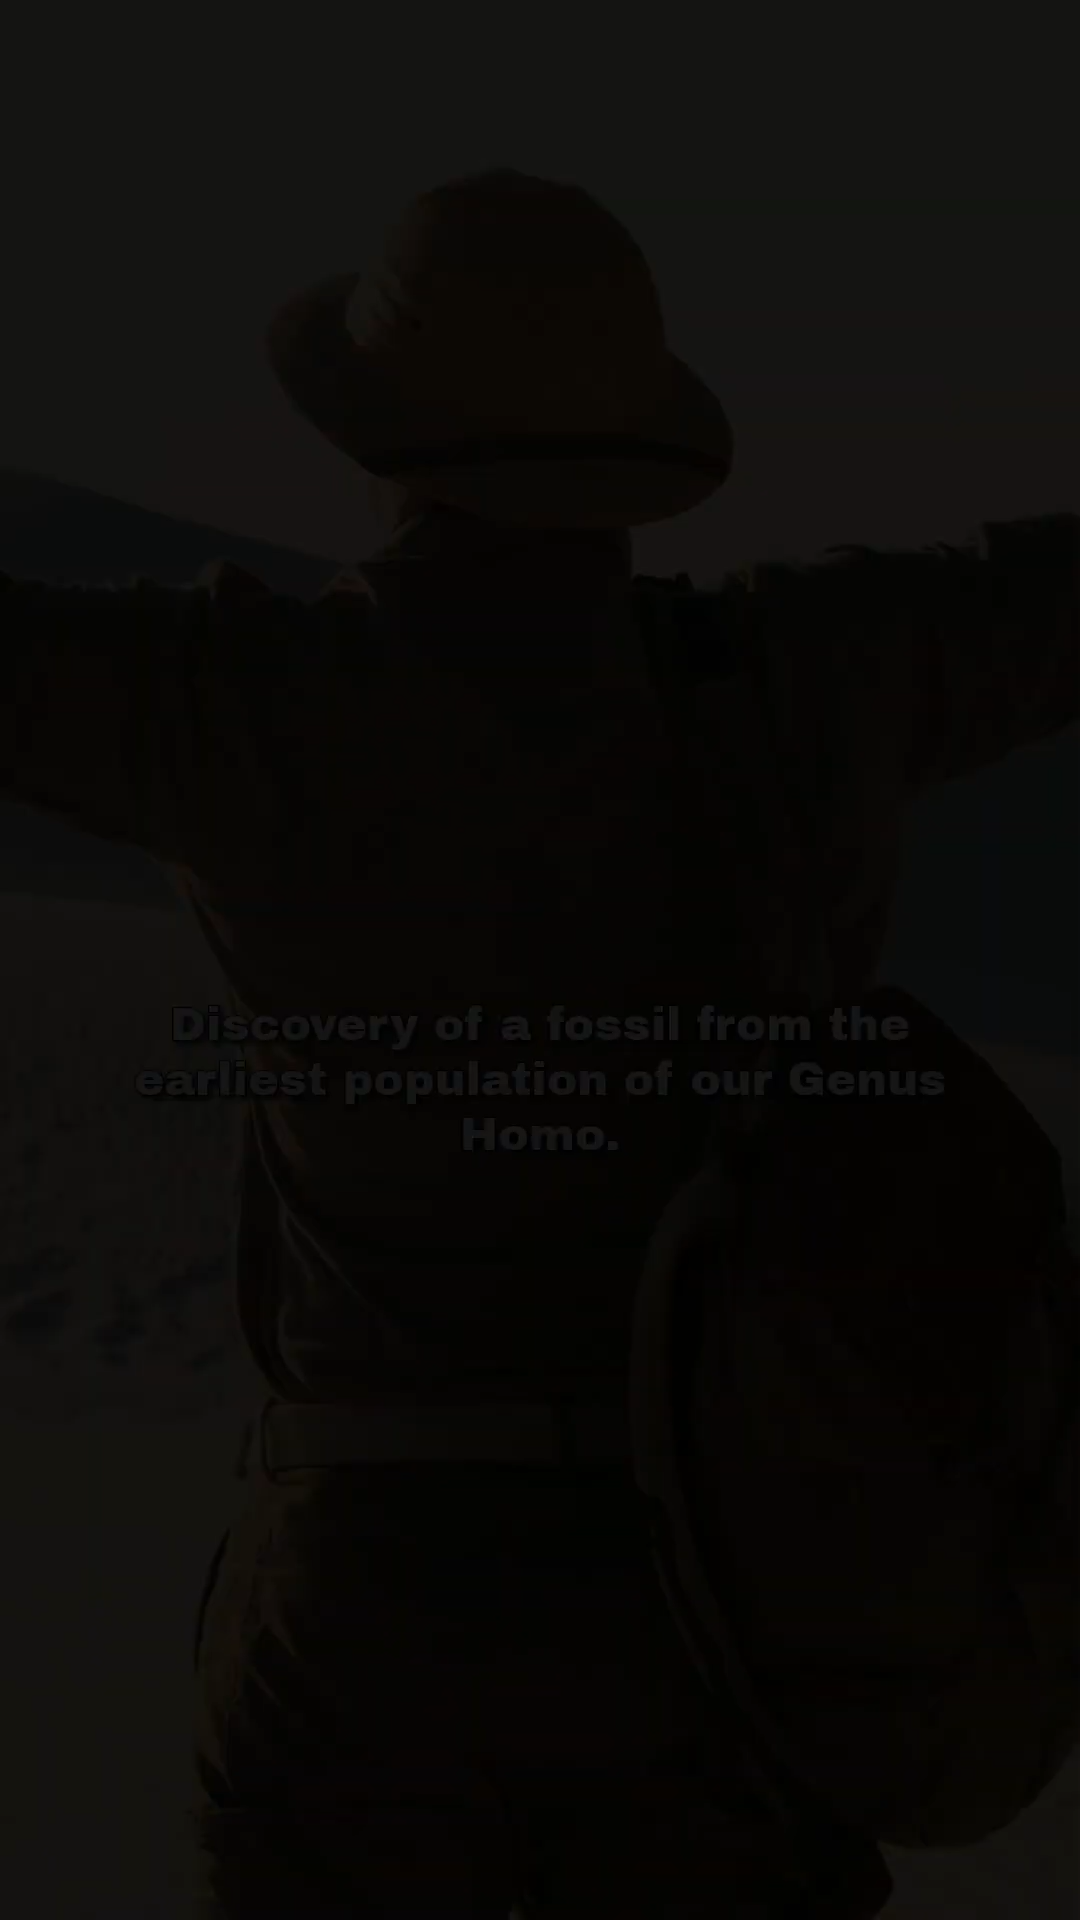 Discovery of a fossil from the
earliest population of our Genus
Homo.